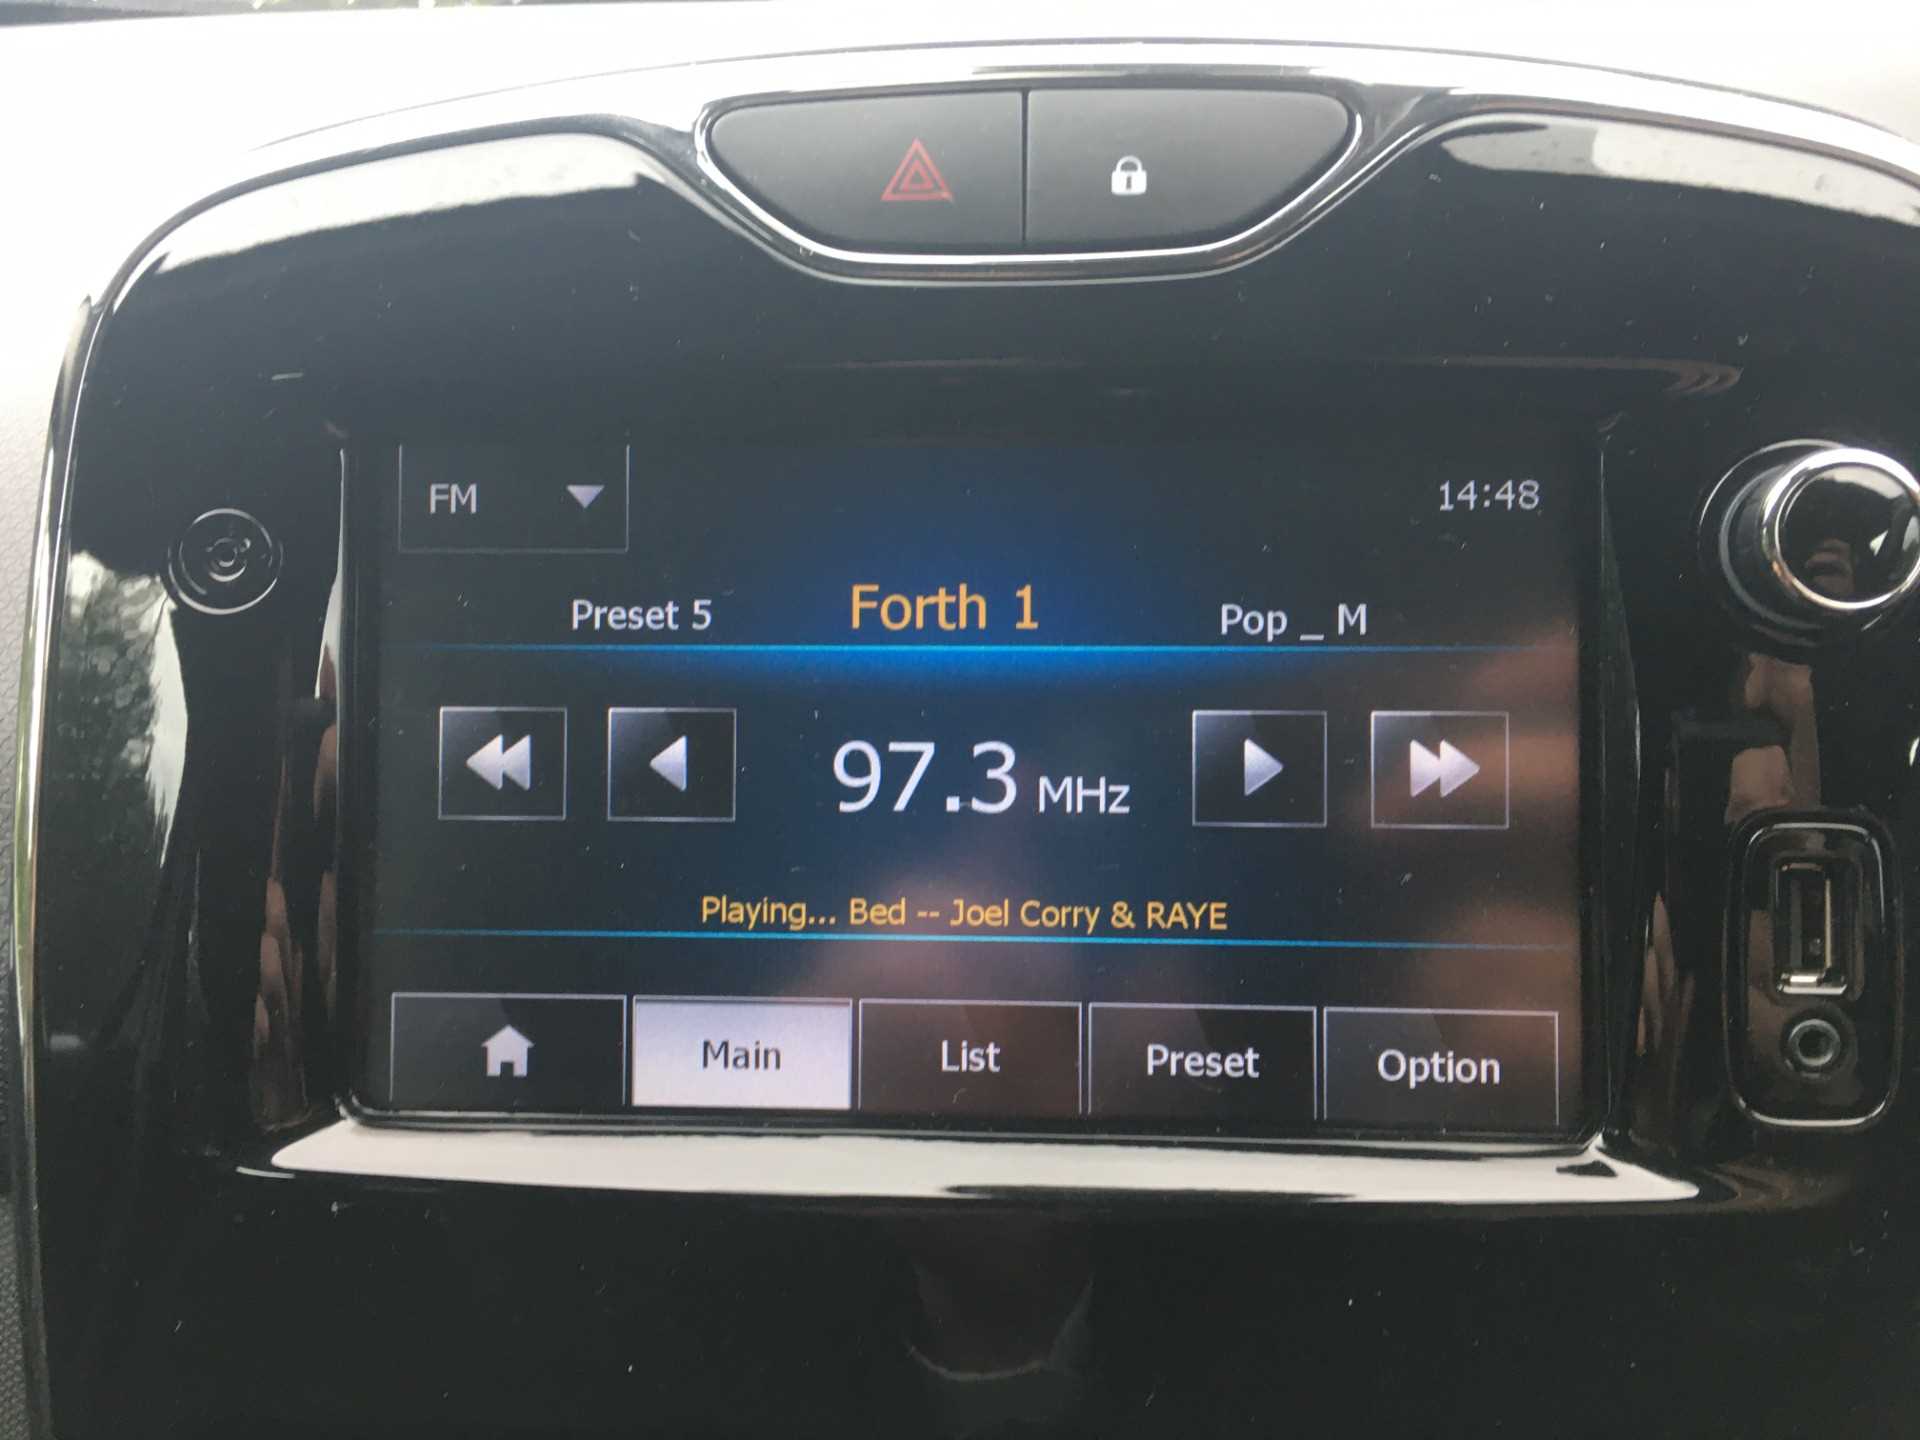 FM
14:48
Preset 5 Forth 1 Pop _ M
97.3 MHz
Playing... Bed -- Joel Corry & RAYE
Main List Preset Option